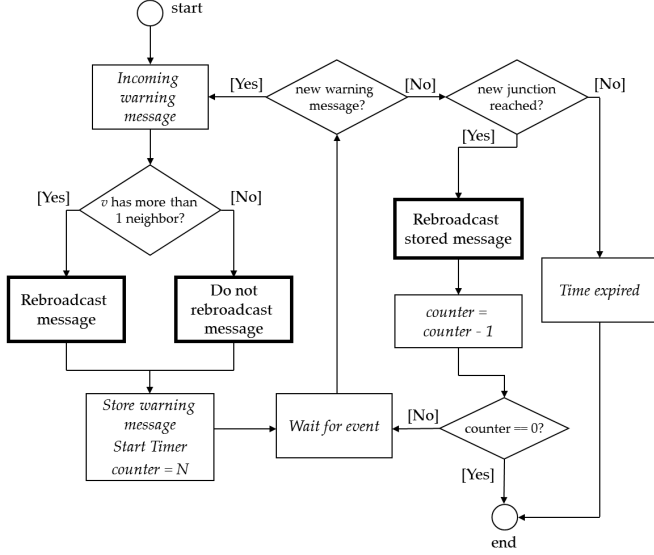 start
Incoming
warning
message
[Yes]
new warning
message?
[No]
new junction
reached?
[No]
[Yes]
[Yes]
v has more than
1 neighbor?
[No]
Rebroadcast
stored message
Rebroadcast
message
Do not
rebroadcast
message
Time expired
counter =
counter - 1
Store warning
message
Start Timer
counter = N
Wait for event
[No]
counter == 0?
[Yes]
end